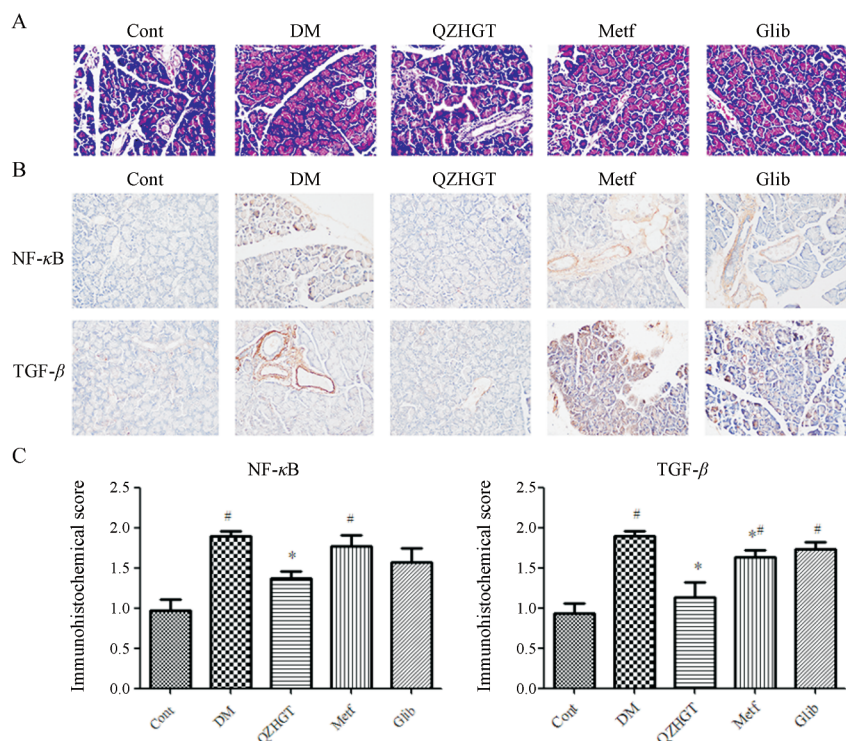 A
Cont DM QZHGT Metf Glib
B
Cont DM QZHGT Metf Glib
NF-κB
TGF-β
C
NF-κB
Immunohistochemical score
2.5
2.0
1.5
1.0
0.5
0.0
#
*
#
Cont DM QZHGT Metf Glib
TGF-β
Immunohistochemical score
2.5
2.0
1.5
1.0
0.5
0.0
#
*
*#
#
Cont DM QZHGT Metf Glib